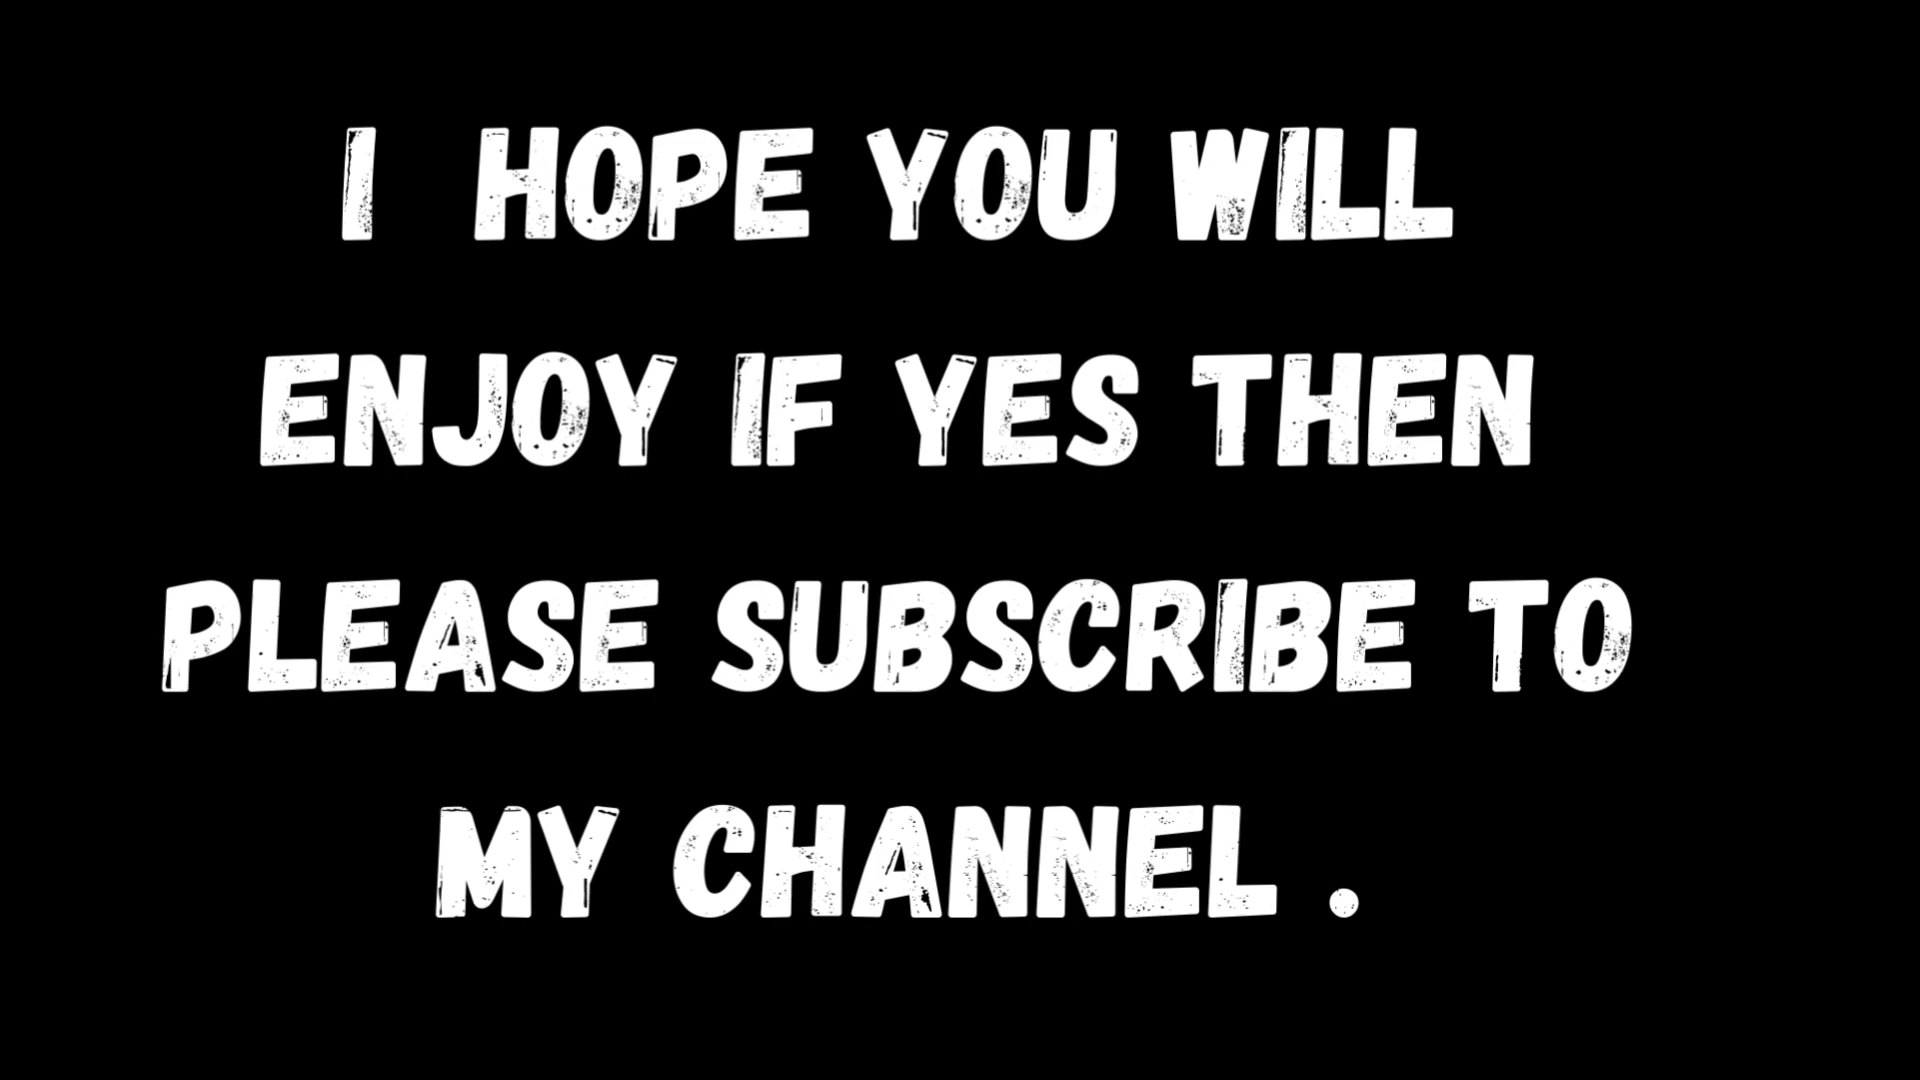 I HOPE YOU WILL
ENJOY IF YES THEN
PLEASE SUBSCRIBE TO
MY CHANNEL .